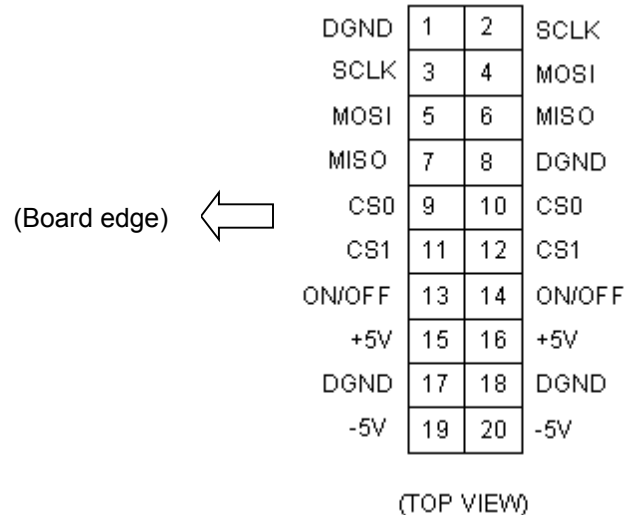 DGND 1 2 SCLK
SCLK 3 4 MOSI
MOSI 5 6 MISO
MISO 7 8 DGND
(Board edge)
CS0 9 10 CS0
CS1 11 12 CS1
ON/OFF 13 14 ON/OFF
+5V 15 16 +5V
DGND 17 18 DGND
-5V 19 20 -5V
(TOP VIEW)